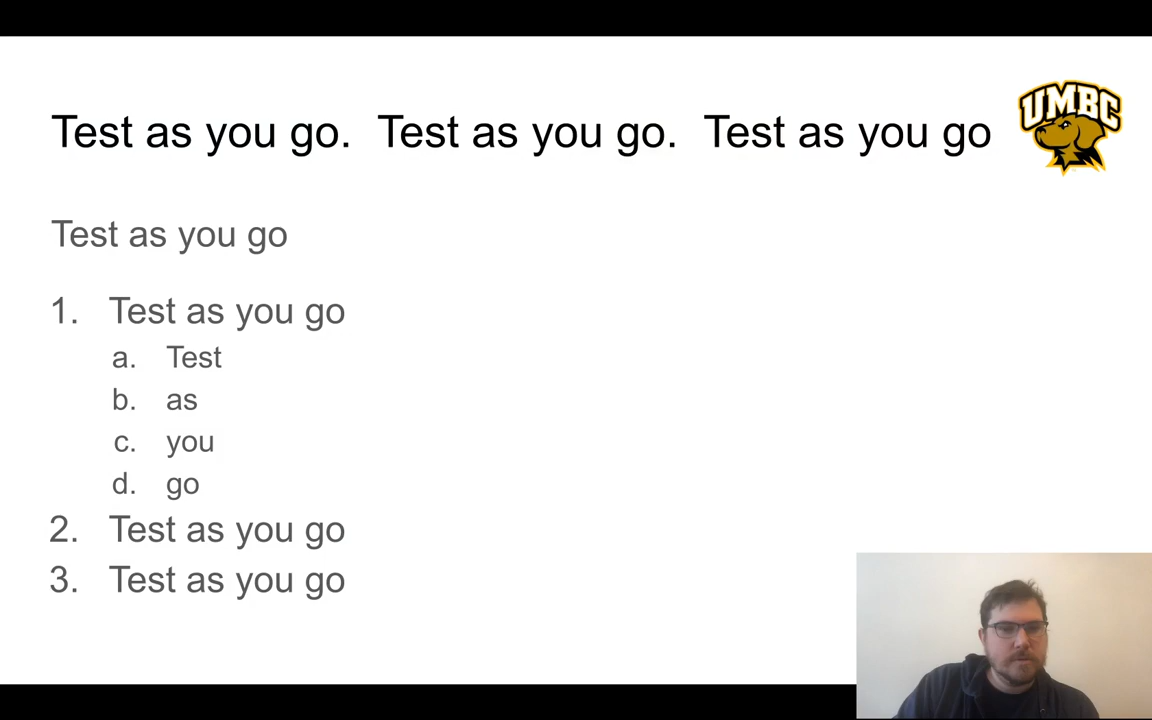 Test as you go.  Test as you go.  Test as you go
UMBC
Test as you go
1. Test as you go
a. Test
b. as
c. you
d. go
2. Test as you go
3. Test as you go